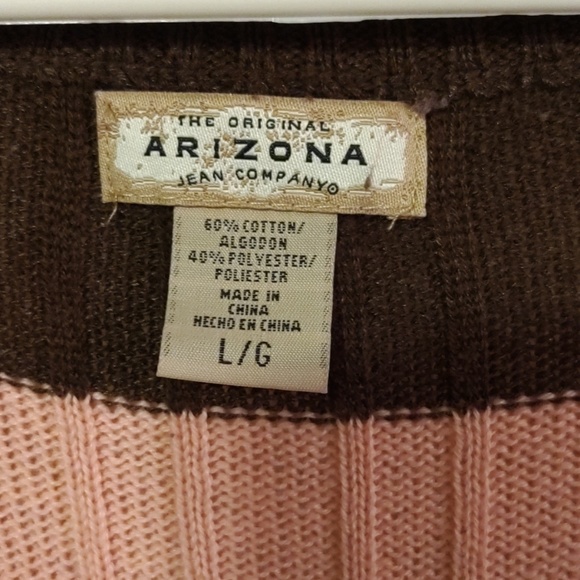 THE ORIGINAL
ARIZONA
JEAN COMPANY®
60% COTTON/
ALGODON
40% POLYESTER/
POLIESTER
MADE IN
CHINA
HECHO EN CHINA
L/G